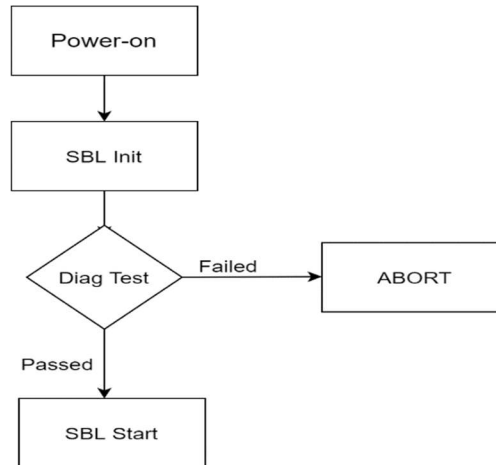 Power-on
SBL Init
Diag Test
Failed
ABORT
Passed
SBL Start